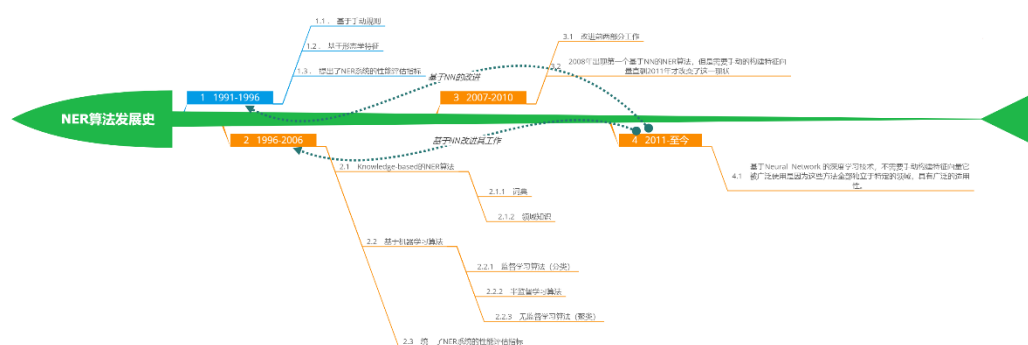 NER算法发展史
1 1991-1996
1.1. 基于手动规则
1.2. 基于形态学特征
1.3. 提出了NER系统的性能评估指标
基于NN的改进
2 1996-2006
基于NN改进其工作
2.1 Knowledge-based的NER算法
2.1.1 词典
2.1.2 领域知识
2.2 基于机器学习算法
2.2.1 监督学习算法（分类）
2.2.2 半监督学习算法
2.2.3 无监督学习算法（聚类）
2.3 统一了NER系统的性能评估指标
3 2007-2010
3.1 改进前两部分工作
3.2 2008年出现第一个基于NN的NER算法，但是需要手动的构建特征向
量直到2011年才改变了这一现状
4 2011-至今
基于Neural Network的深度学习技术，不需要手动构建特征向量它
4.1 被广泛使用是因为这些方法全部独立于特定的领域，具有广泛的适用
性。